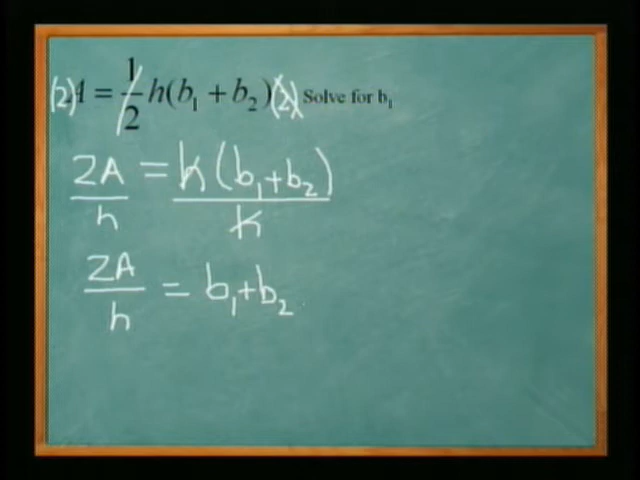 (2)A = 1/2 h(b₁ + b₂)(2) Solve for b₁
2A/h = h(b₁+b₂)/h
2A/h = b₁+b₂